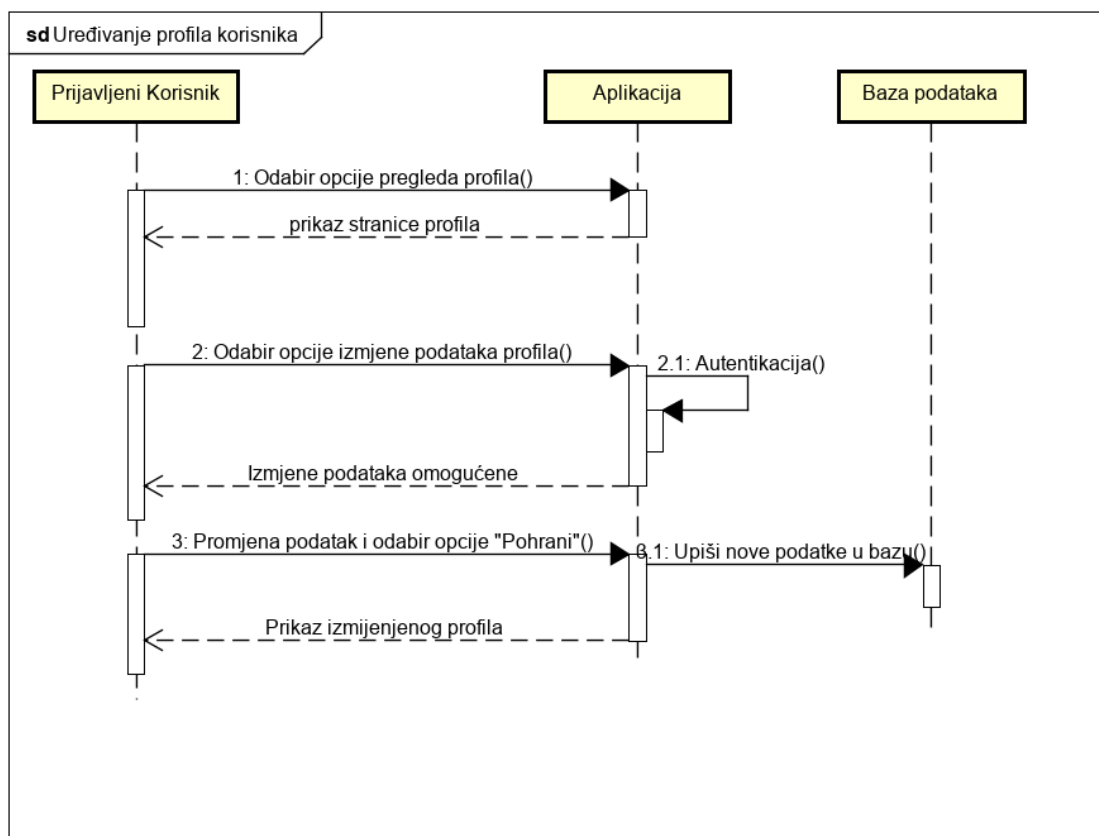 sd Uređivanje profila korisnika
Prijavljeni Korisnik
Aplikacija
Baza podataka
1: Odabir opcije pregleda profila()
prikaz stranice profila
2: Odabir opcije izmjene podataka profila()
2.1: Autentikacija()
Izmjene podataka omogućene
3: Promjena podatak i odabir opcije "Pohrani"()
3.1: Upiši nove podatke u bazu()
Prikaz izmijenjenog profila